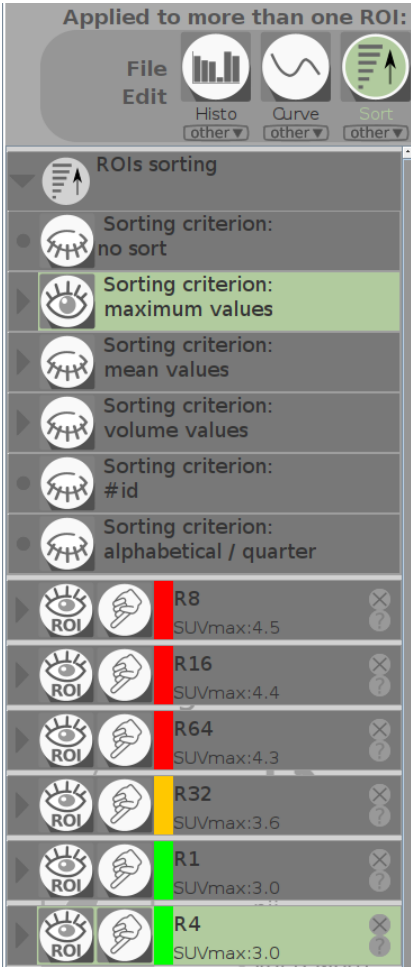 Applied to more than one ROI:
File
Edit
Histo
Curve
Sort
other▼
other▼
other▼
ROIs sorting
Sorting criterion:
no sort
Sorting criterion:
maximum values
Sorting criterion:
mean values
Sorting criterion:
volume values
Sorting criterion:
#id
Sorting criterion:
alphabetical / quarter
ROI
R8
SUVmax:4.5
?
ROI
R16
SUVmax:4.4
?
ROI
R64
SUVmax:4.3
?
ROI
R32
SUVmax:3.6
?
ROI
R1
SUVmax:3.0
?
ROI
R4
SUVmax:3.0
?